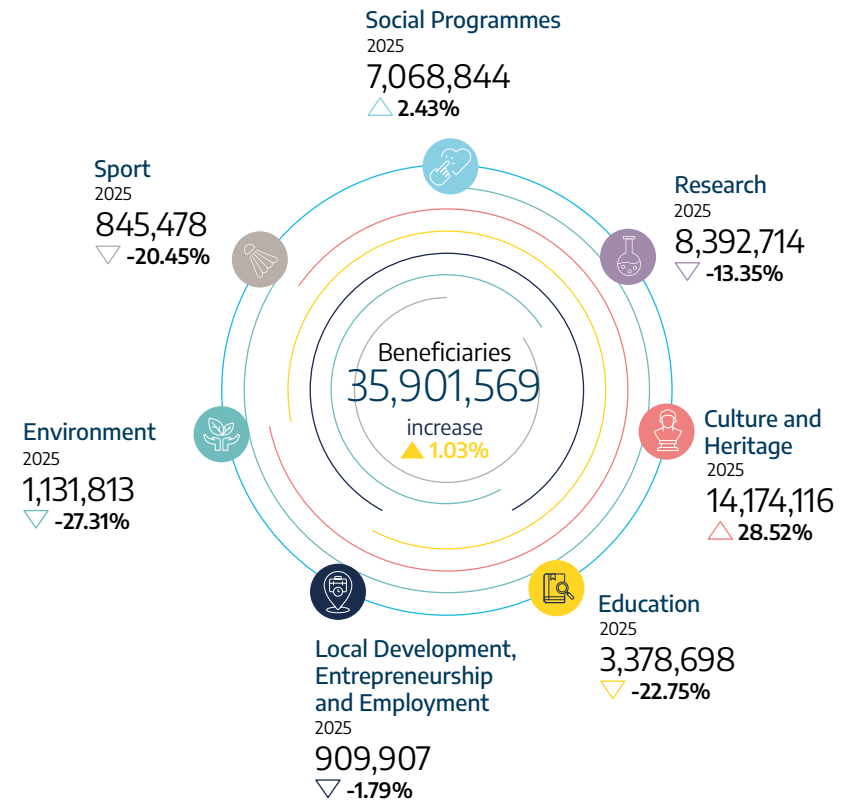 Social Programmes
2025
7,068,844
2.43%
Sport
2025
845,478
-20.45%
Research
2025
8,392,714
-13.35%
Beneficiaries
35,901,569
increase
1.03%
Environment
2025
1,131,813
-27.31%
Culture and
Heritage
2025
14,174,116
28.52%
Education
2025
3,378,698
-22.75%
Local Development,
Entrepreneurship
and Employment
2025
909,907
-1.79%